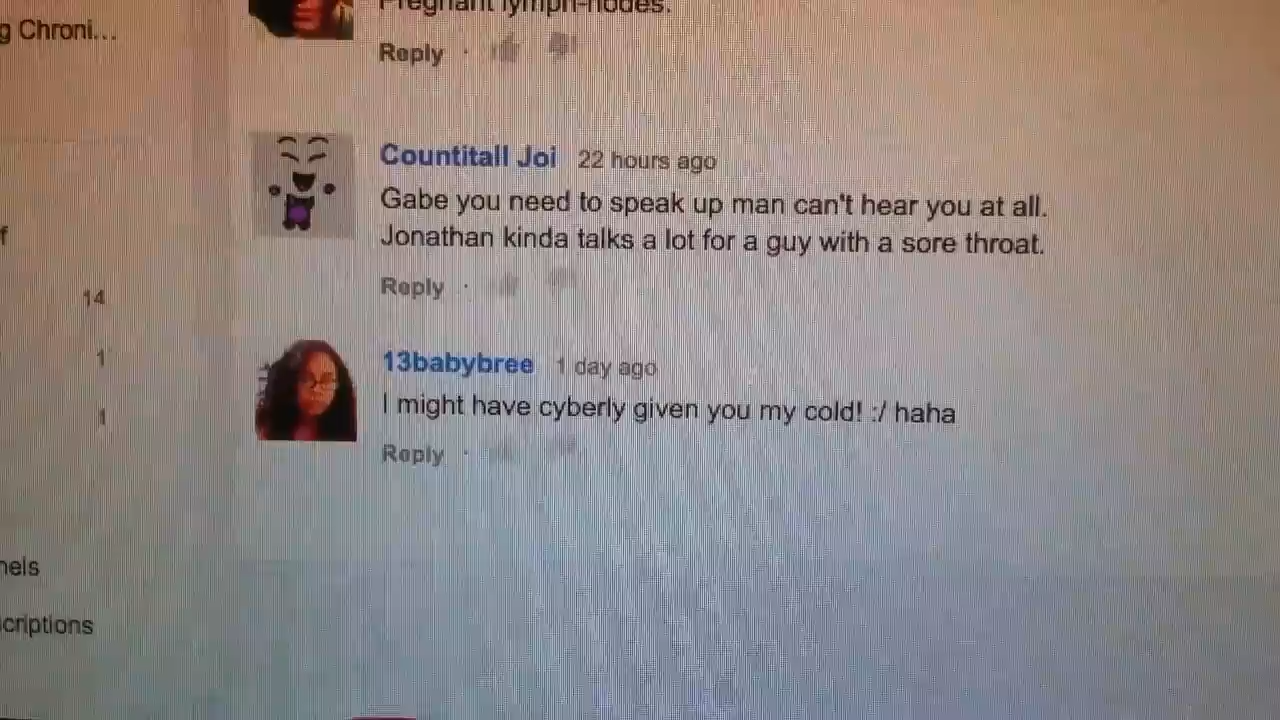 Pregnant lymph-nodes.
g Chroni...
Reply
Countitall Joi 22 hours ago
Gabe you need to speak up man can't hear you at all.
Jonathan kinda talks a lot for a guy with a sore throat.
Reply
14
13babybree 1 day ago
1
I might have cyberly given you my cold! :/ haha
1
Reply
nels
criptions